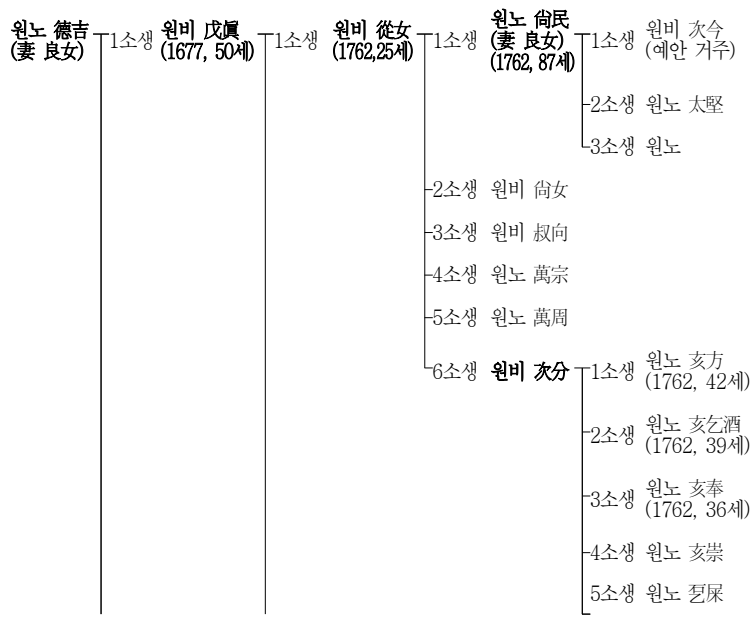 원노 德吉
(妻 良女)
1소생
원비 戊眞
(1677, 50세)
1소생
원비 從女
(1762,25세)
1소생
원노 尙民
(妻 良女)
(1762, 87세)
1소생
원비 次今
(예안 거주)
2소생 원노 太堅
3소생 원노
2소생 원비 尙女
3소생 원비 叔向
4소생 원노 萬宗
5소생 원노 萬周
6소생 원비 次分
1소생
원노 亥方
(1762, 42세)
2소생
원노 亥乞酒
(1762, 39세)
3소생
원노 亥奉
(1762, 36세)
4소생 원노 亥崇
5소생 원노